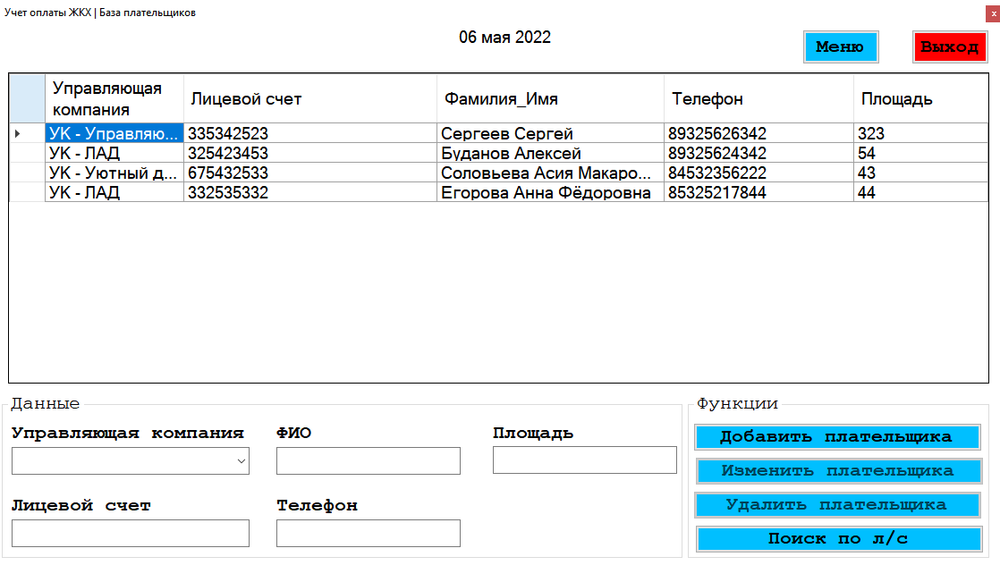 Учет оплаты ЖКХ | База плательщиков
x
06 мая 2022
Меню
Выход
Управляющая
компания
Лицевой счет
Фамилия_Имя
Телефон
Площадь
УК - Управляю... 335342523 Сергеев Сергей 89325626342 323
УК - ЛАД 325423453 Буданов Алексей 89325624342 54
УК - Уютный д... 675432533 Соловьева Асия Макаро... 84532356222 43
УК - ЛАД 332535332 Егорова Анна Фёдоровна 85325217844 44
Данные
Управляющая компания
ФИО
Площадь
Лицевой счет
Телефон
Функции
Добавить плательщика
Изменить плательщика
Удалить плательщика
Поиск по л/с